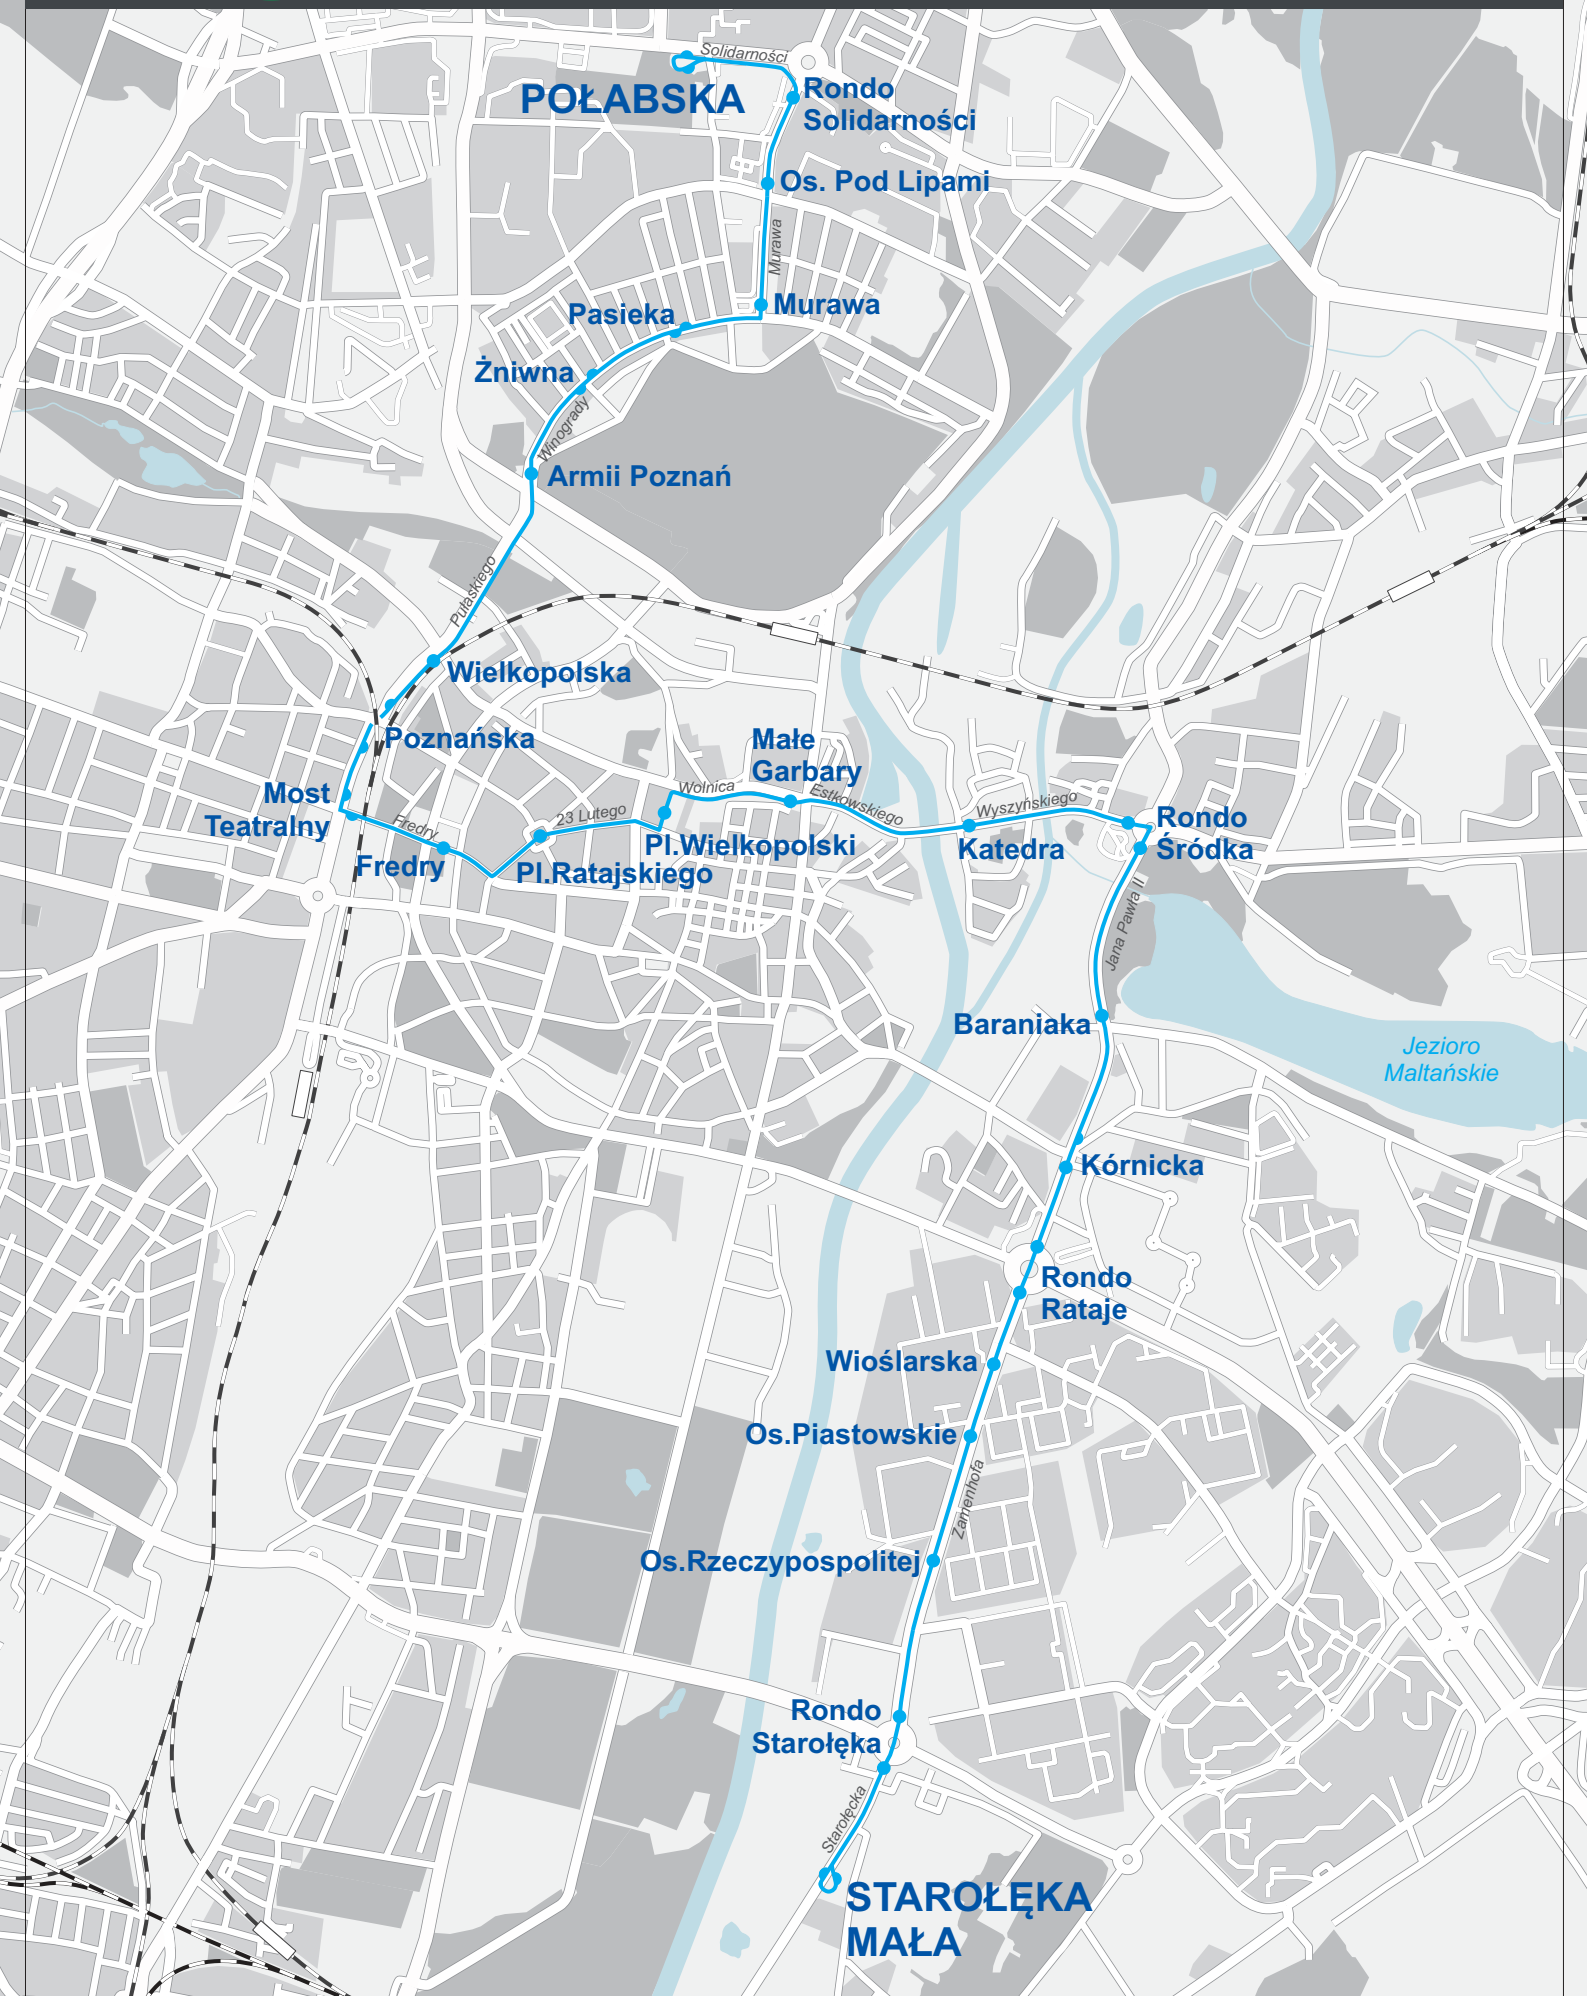 Solidarności
POŁABSKA
Rondo
Solidarności
Os. Pod Lipami
Murawa
Murawa
Pasieka
Żniwna
Winogrady
Armii Poznań
Pułaskiego
Wielkopolska
Poznańska
Most
Teatralny
Fredry
Fredry
23 Lutego
Pl.Ratajskiego
Pl.Wielkopolski
Wolnica
Małe
Garbary
Estkowskiego
Wyszyńskiego
Katedra
Rondo
Śródka
Jana Pawła II
Baraniaka
Jezioro
Maltańskie
Kórnicka
Rondo
Rataje
Wioślarska
Os.Piastowskie
Zamenhofa
Os.Rzeczypospolitej
Rondo
Starołęka
Starołęcka
STAROŁĘKA
MAŁA